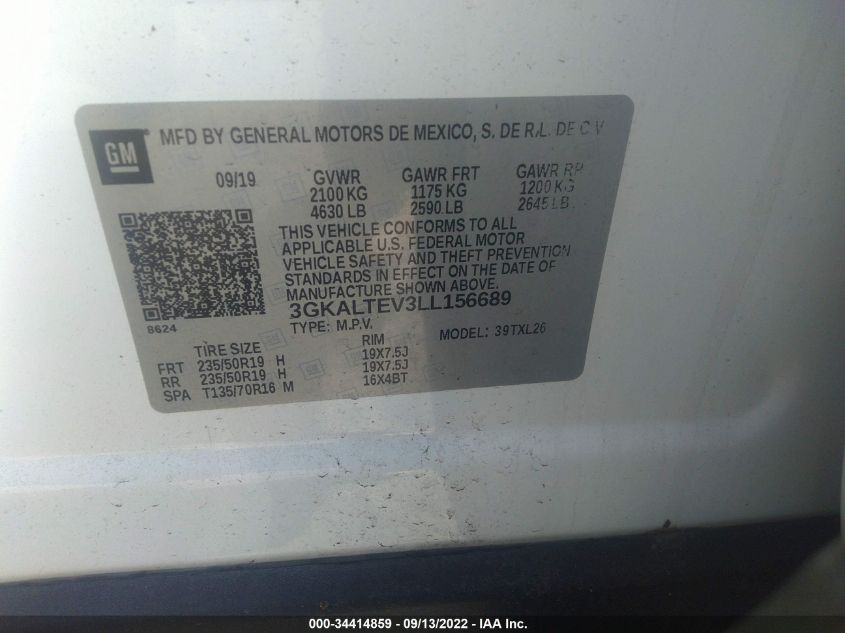 GM MFD BY GENERAL MOTORS DE MEXICO, S. DE R.L. DE C.V
09/19 GVWR GAWR FRT GAWR RR
2100 KG 1175 KG 1200 KG
4630 LB 2590 LB 2645 LB
THIS VEHICLE CONFORMS TO ALL
APPLICABLE U.S. FEDERAL MOTOR
VEHICLE SAFETY AND THEFT PREVENTION
STANDARDS IN EFFECT ON THE DATE OF
MANUFACTURE SHOWN ABOVE.
3GKALTEV3LL156689
8624 TYPE: M.P.V. MODEL: 39TXL26
TIRE SIZE RIM
FRT 235/50R19 H 19X7.5J
RR 235/50R19 H 19X7.5J
SPA T135/70R16 M 16X4BT
000-34414859 - 09/13/2022 - IAA Inc.